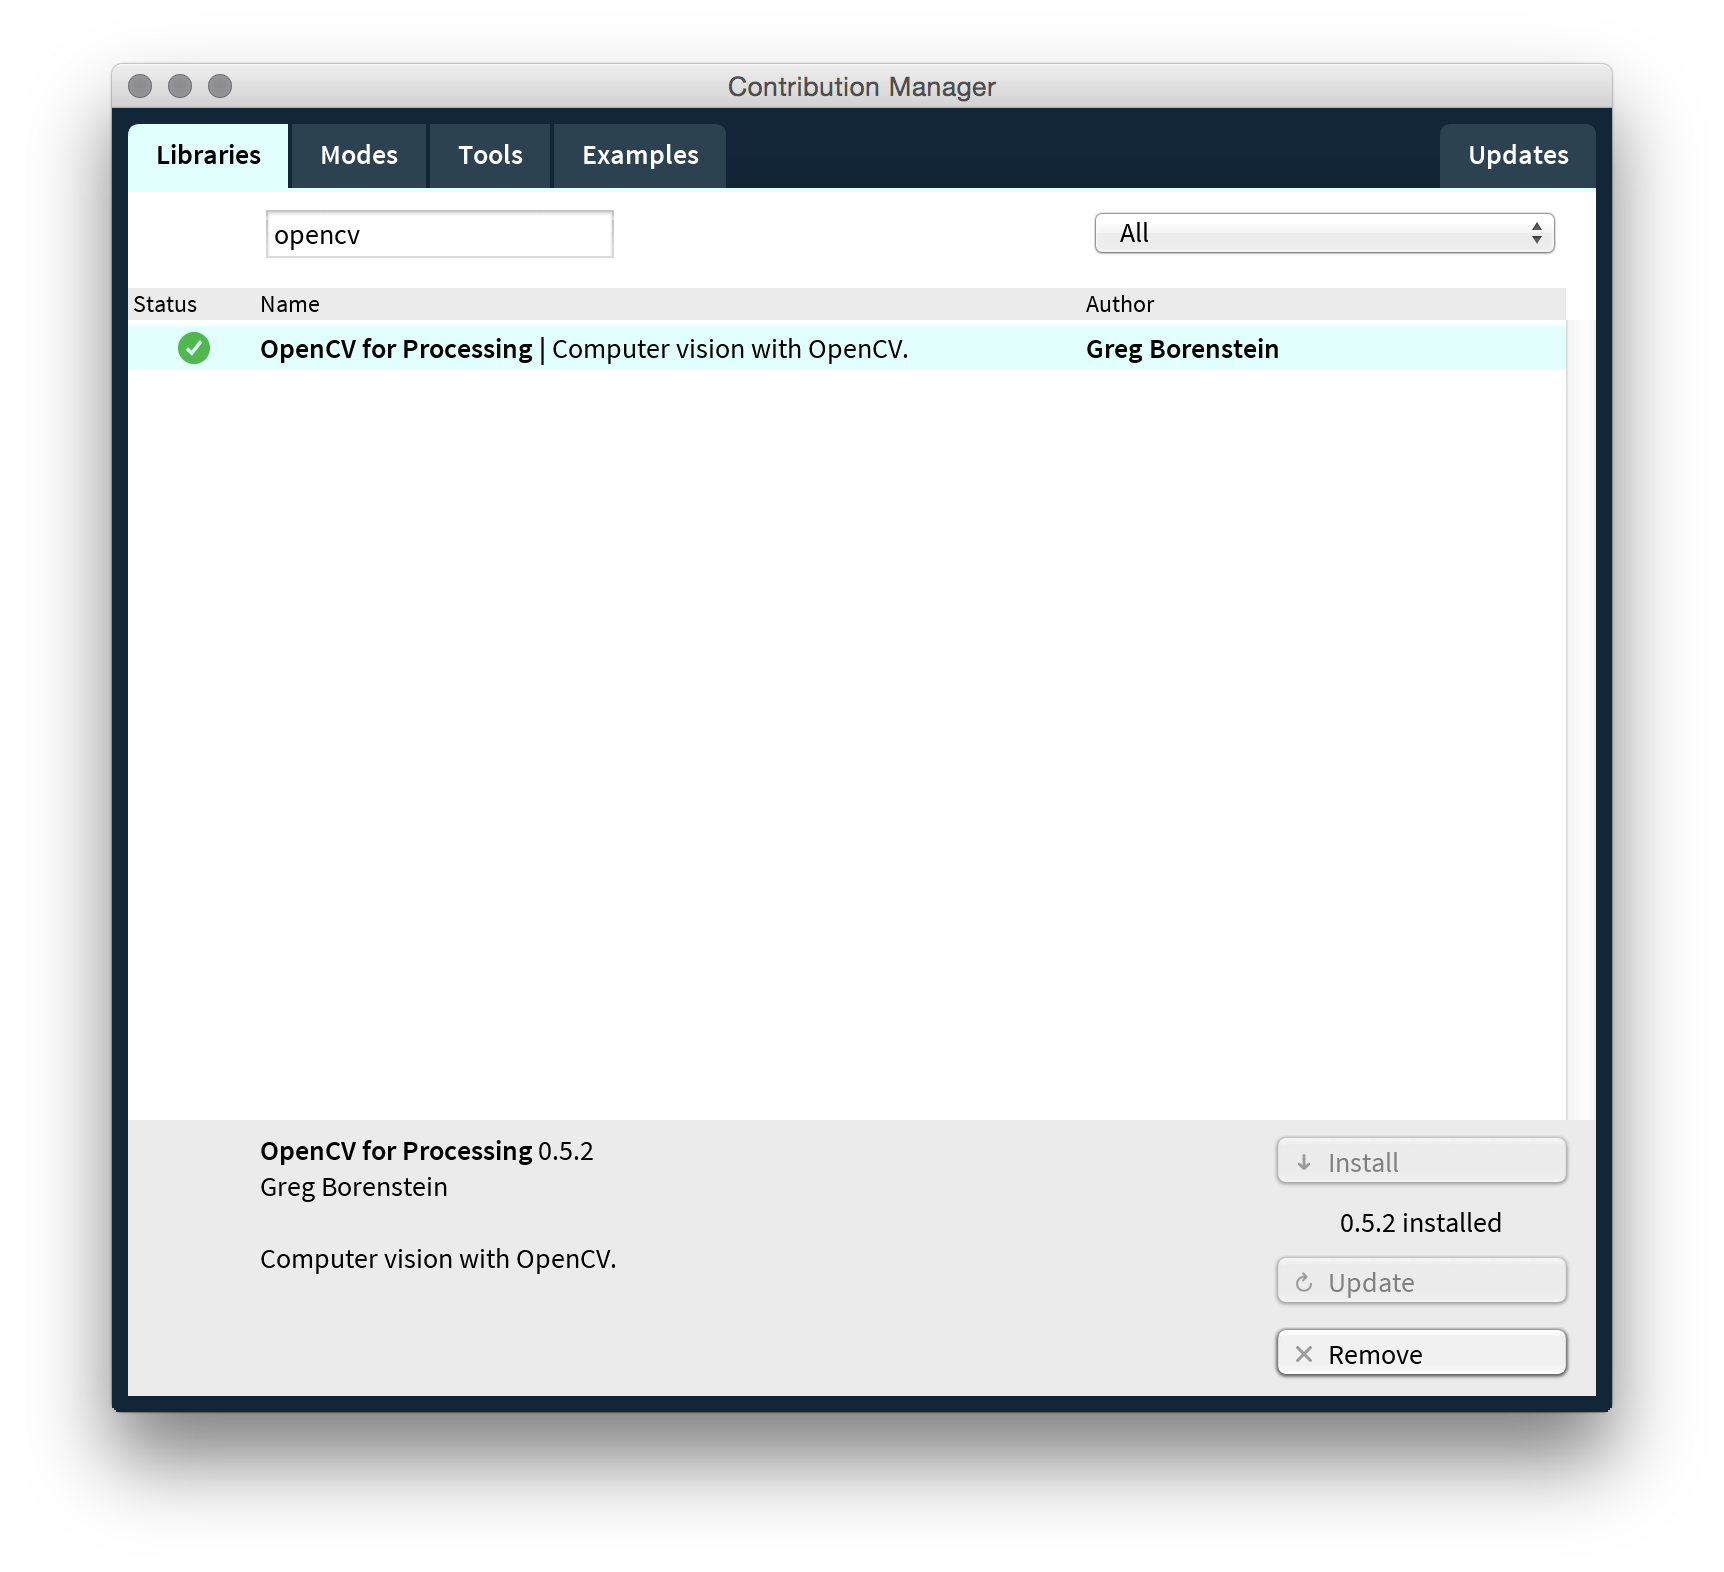 Contribution Manager
Libraries Modes Tools Examples Updates
opencv All
Status Name Author
OpenCV for Processing | Computer vision with OpenCV. Greg Borenstein
OpenCV for Processing 0.5.2
Greg Borenstein
Computer vision with OpenCV.
Install
0.5.2 installed
Update
Remove